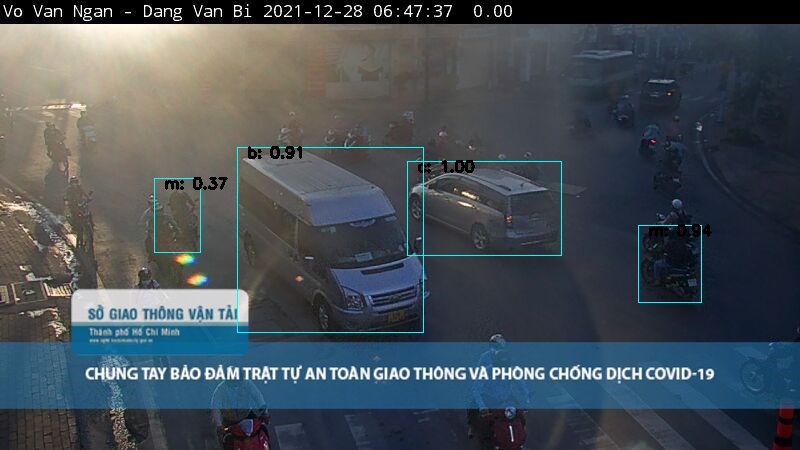 Vo Van Ngan - Dang Van Bi 2021-12-28 06:47:37 0.00
b: 0.91
c: 1.00
m: 0.37
m: 0.94
SỞ GIAO THÔNG VẬN TẢI
Thành phố Hồ Chí Minh
CHUNG TAY BẢO ĐẢM TRẬT TỰ AN TOÀN GIAO THÔNG VÀ PHÒNG CHỐNG DỊCH COVID-19